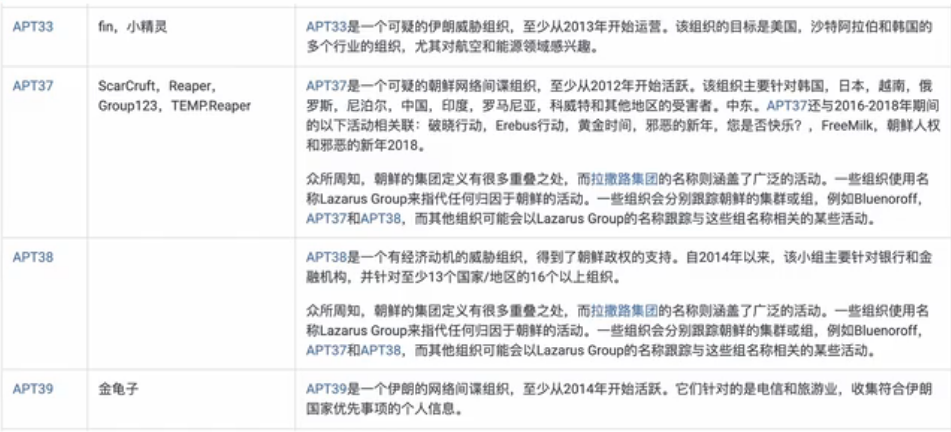 APT33 fin，小精灵 APT33是一个可疑的伊朗威胁组织，至少从2013年开始运营。该组织的目标是美国，沙特阿拉伯和韩国的
多个行业的组织，尤其对航空和能源领域感兴趣。
APT37 ScarCruft，Reaper， APT37是一个可疑的朝鲜网络间谍组织，至少从2012年开始活跃。该组织主要针对韩国，日本，越南，俄
Group123，TEMP.Reaper 罗斯，尼泊尔，中国，印度，罗马尼亚，科威特和其他地区的受害者。中东。APT37还与2016-2018年期间
的以下活动相关联：破晓行动，Erebus行动，黄金时间，邪恶的新年，您是否快乐？，FreeMilk，朝鲜人权
和邪恶的新年2018。
众所周知，朝鲜的集团定义有很多重叠之处，而拉撒路集团的名称则涵盖了广泛的活动。一些组织使用名
称Lazarus Group来指代任何归因于朝鲜的活动。一些组织会分别跟踪朝鲜的集群或组，例如Bluenoroff，
APT37和APT38，而其他组织可能会以Lazarus Group的名称跟踪与这些组名称相关的某些活动。
APT38 APT38是一个有经济动机的威胁组织，得到了朝鲜政权的支持。自2014年以来，该小组主要针对银行和金
融机构，并针对至少13个国家/地区的16个以上组织。
众所周知，朝鲜的集团定义有很多重叠之处，而拉撒路集团的名称则涵盖了广泛的活动。一些组织使用名
称Lazarus Group来指代任何归因于朝鲜的活动。一些组织会分别跟踪朝鲜的集群或组，例如Bluenoroff，
APT37和APT38，而其他组织可能会以Lazarus Group的名称跟踪与这些组名称相关的某些活动。
APT39 金龟子 APT39是一个伊朗的网络间谍组织，至少从2014年开始活跃。它们针对的是电信和旅游业，收集符合伊朗
国家优先事项的个人信息。